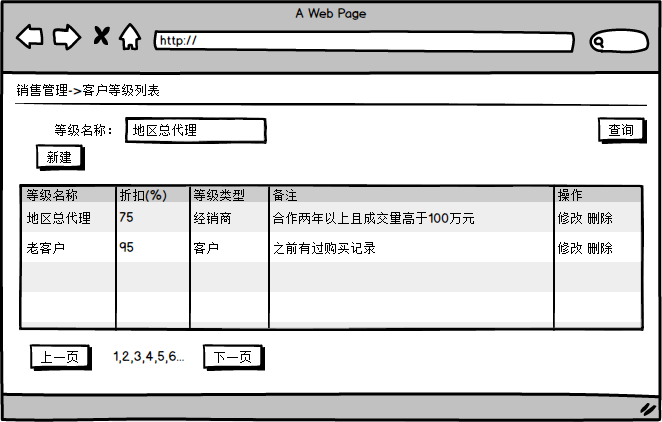 A Web Page
http://
销售管理->客户等级列表
等级名称： 地区总代理 查询
新建
等级名称 折扣(%) 等级类型 备注 操作
地区总代理 75 经销商 合作两年以上且成交量高于100万元 修改 删除
老客户 95 客户 之前有过购买记录 修改 删除
上一页 1,2,3,4,5,6... 下一页